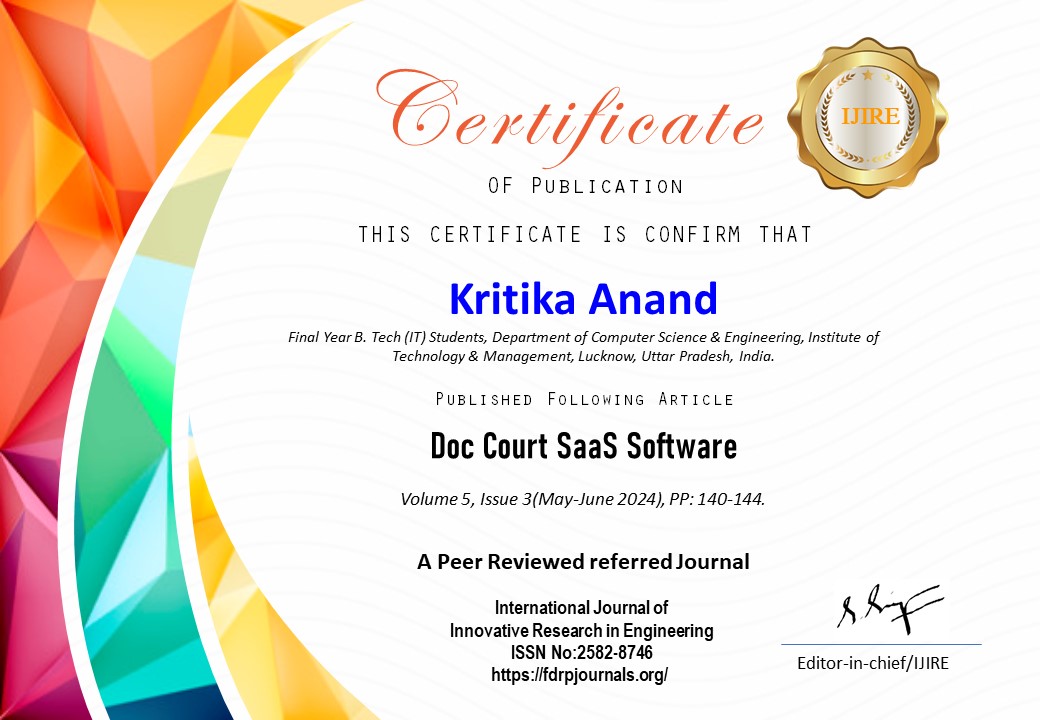 Certificate
IJIRE
OF PUBLICATION
THIS CERTIFICATE IS CONFIRM THAT
Kritika Anand
Final Year B. Tech (IT) Students, Department of Computer Science & Engineering, Institute of
Technology & Management, Lucknow, Uttar Pradesh, India.
PUBLISHED FOLLOWING ARTICLE
Doc Court SaaS Software
Volume 5, Issue 3(May-June 2024), PP: 140-144.
A Peer Reviewed referred Journal
International Journal of
Innovative Research in Engineering
ISSN No:2582-8746
https://fdrpjournals.org/
Editor-in-chief/IJIRE